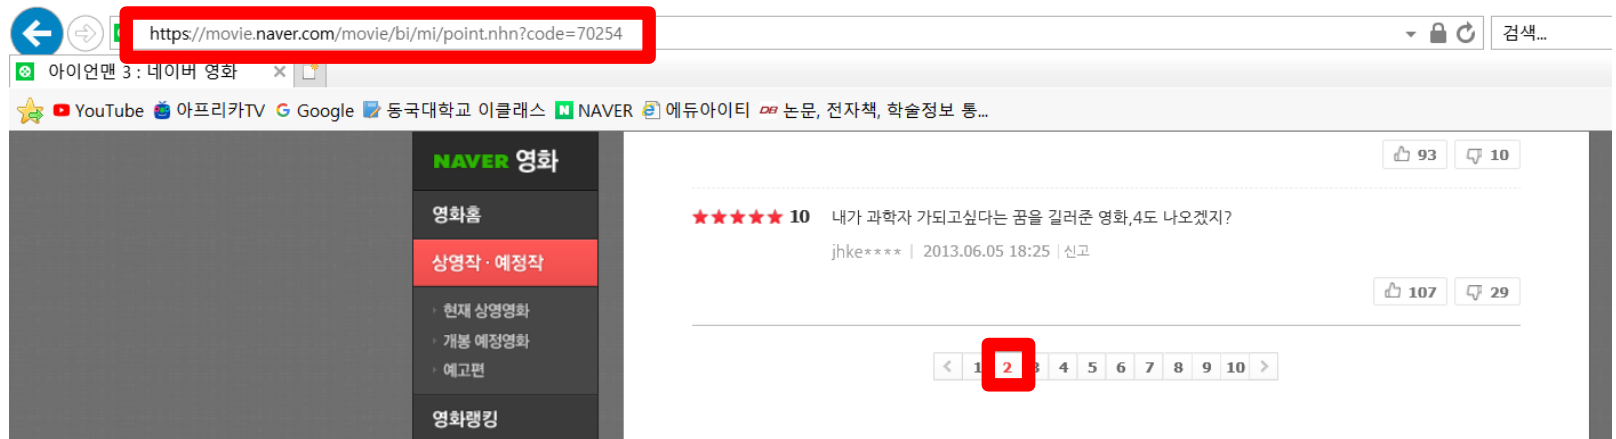 https://movie.naver.com/movie/bi/mi/point.nhn?code=70254
검색...
아이언맨 3 : 네이버 영화
YouTube 아프리카TV G Google 동국대학교 이클래스 N NAVER 에듀아이티 DB 논문, 전자책, 학술정보 통...
NAVER 영화
93 10
영화홈
10 내가 과학자 가되고싶다는 꿈을 길러준 영화,4도 나오겠지?
jhke**** | 2013.06.05 18:25 | 신고
상영작 · 예정작
107 29
현재 상영영화
개봉 예정영화
예고편
< 1 2 3 4 5 6 7 8 9 10 >
영화랭킹